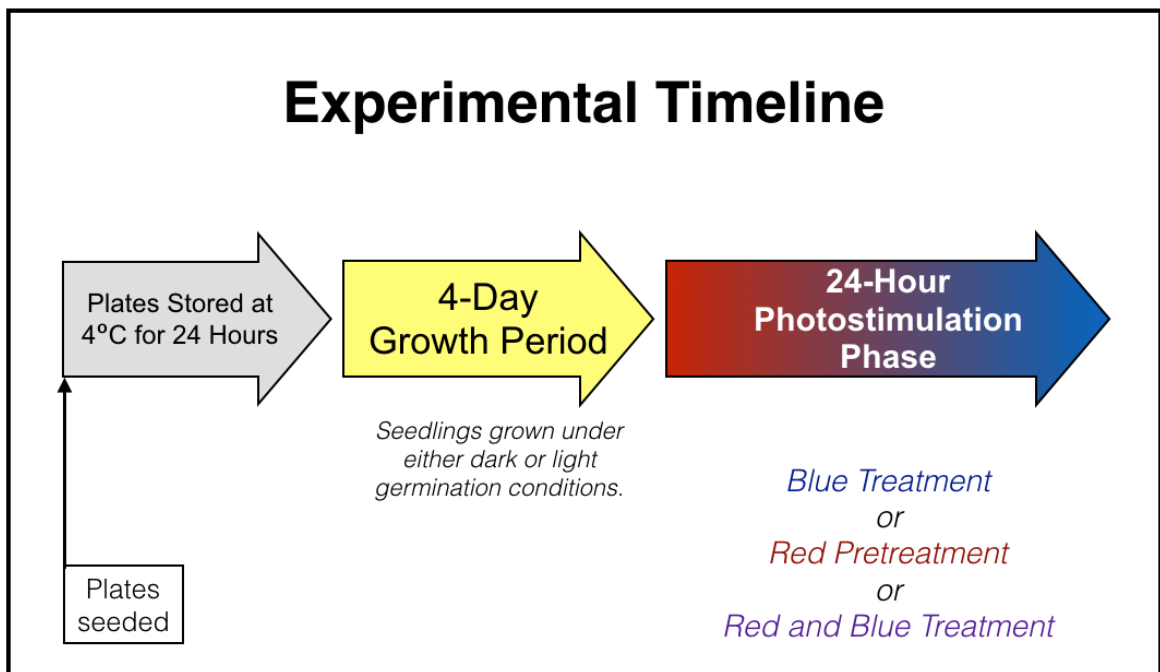 Experimental Timeline
Plates Stored at
4ºC for 24 Hours
4-Day
Growth Period
24-Hour
Photostimulation
Phase
Seedlings grown under
either dark or light
germination conditions.
Blue Treatment
or
Red Pretreatment
or
Red and Blue Treatment
Plates
seeded